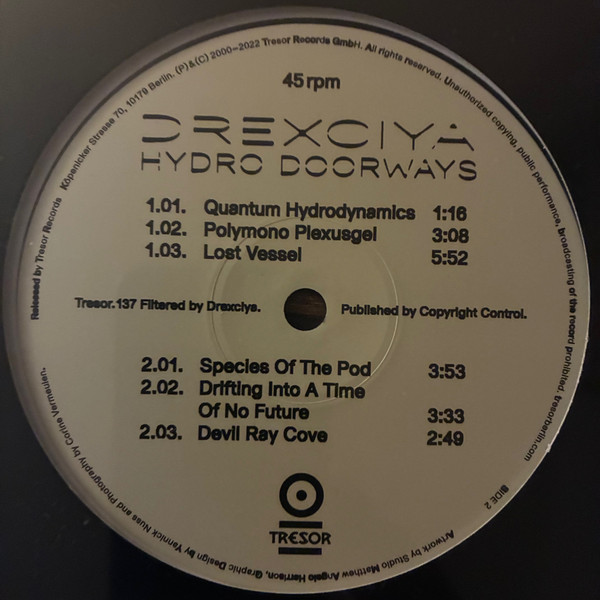 Released by Tresor Records Köpenicker Strasse 70, 10179 Berlin. (P)&(C) 2000–2022 Tresor Records GmbH. All rights reserved. Unauthorized copying, public performance, broadcasting of the record prohibited. tresorberlin.com
45 rpm
DREXCIYA
HYDRO DOORWAYS
1.01. Quantum Hydrodynamics 1:16
1.02. Polymono Plexusgel 3:08
1.03. Lost Vessel 5:52
Tresor.137 Filtered by Drexciya. Published by Copyright Control.
2.01. Species Of The Pod 3:53
2.02. Drifting Into A Time
Of No Future 3:33
2.03. Devil Ray Cove 2:49
TRESOR
SIDE 2
Artwork by Studio Matthew Angelo Harrison, Graphic Design by Yannick Nuss and Photography by Corine Vermeulen.